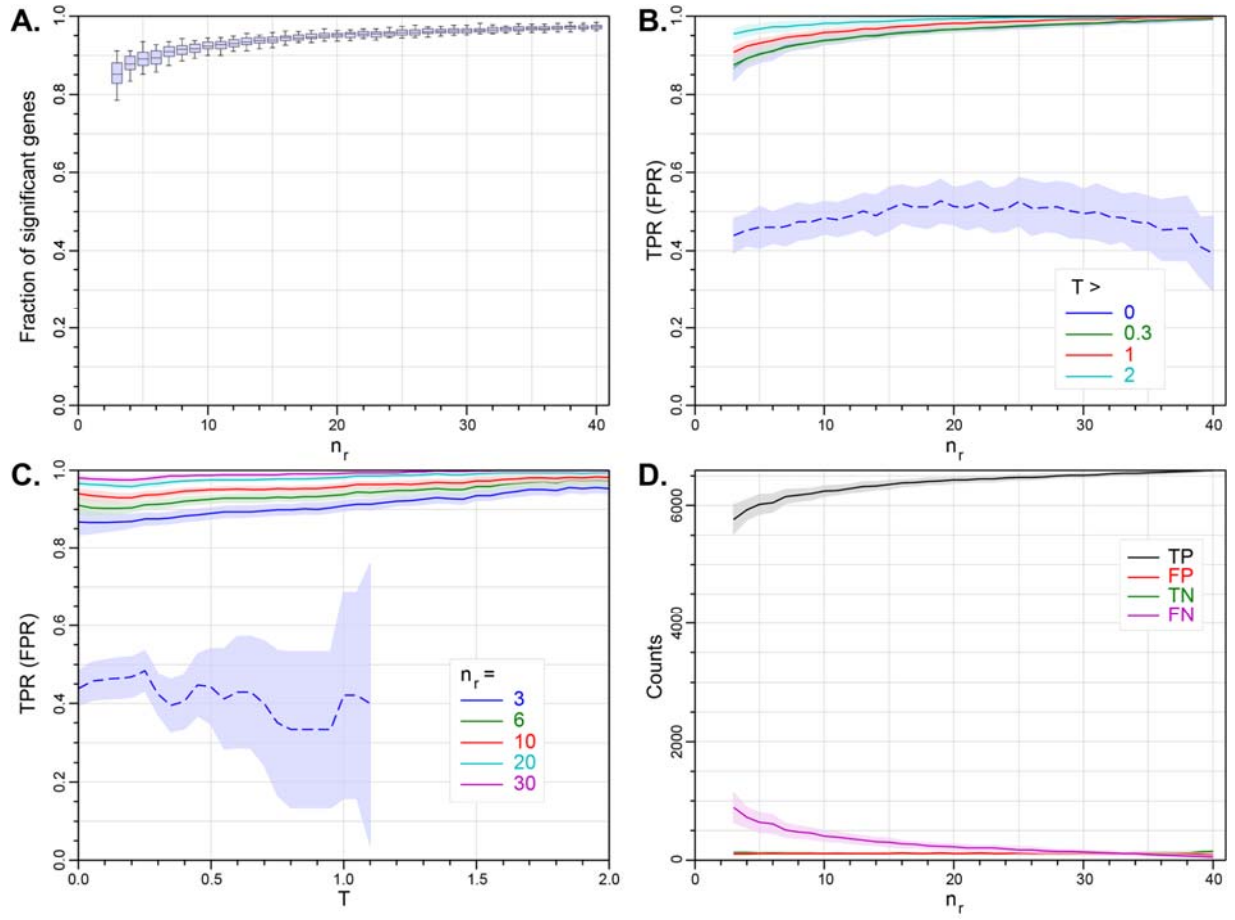 A.
Fraction of significant genes
0.0 0.2 0.4 0.6 0.8 1.0
0 10 20 30 40
nr
B.
TPR (FPR)
0.0 0.2 0.4 0.6 0.8 1.0
0 10 20 30 40
nr
T >
0
0.3
1
2
C.
TPR (FPR)
0.0 0.2 0.4 0.6 0.8 1.0
0.0 0.5 1.0 1.5 2.0
T
nr =
3
6
10
20
30
D.
Counts
0 2000 4000 6000
0 10 20 30 40
nr
TP
FP
TN
FN